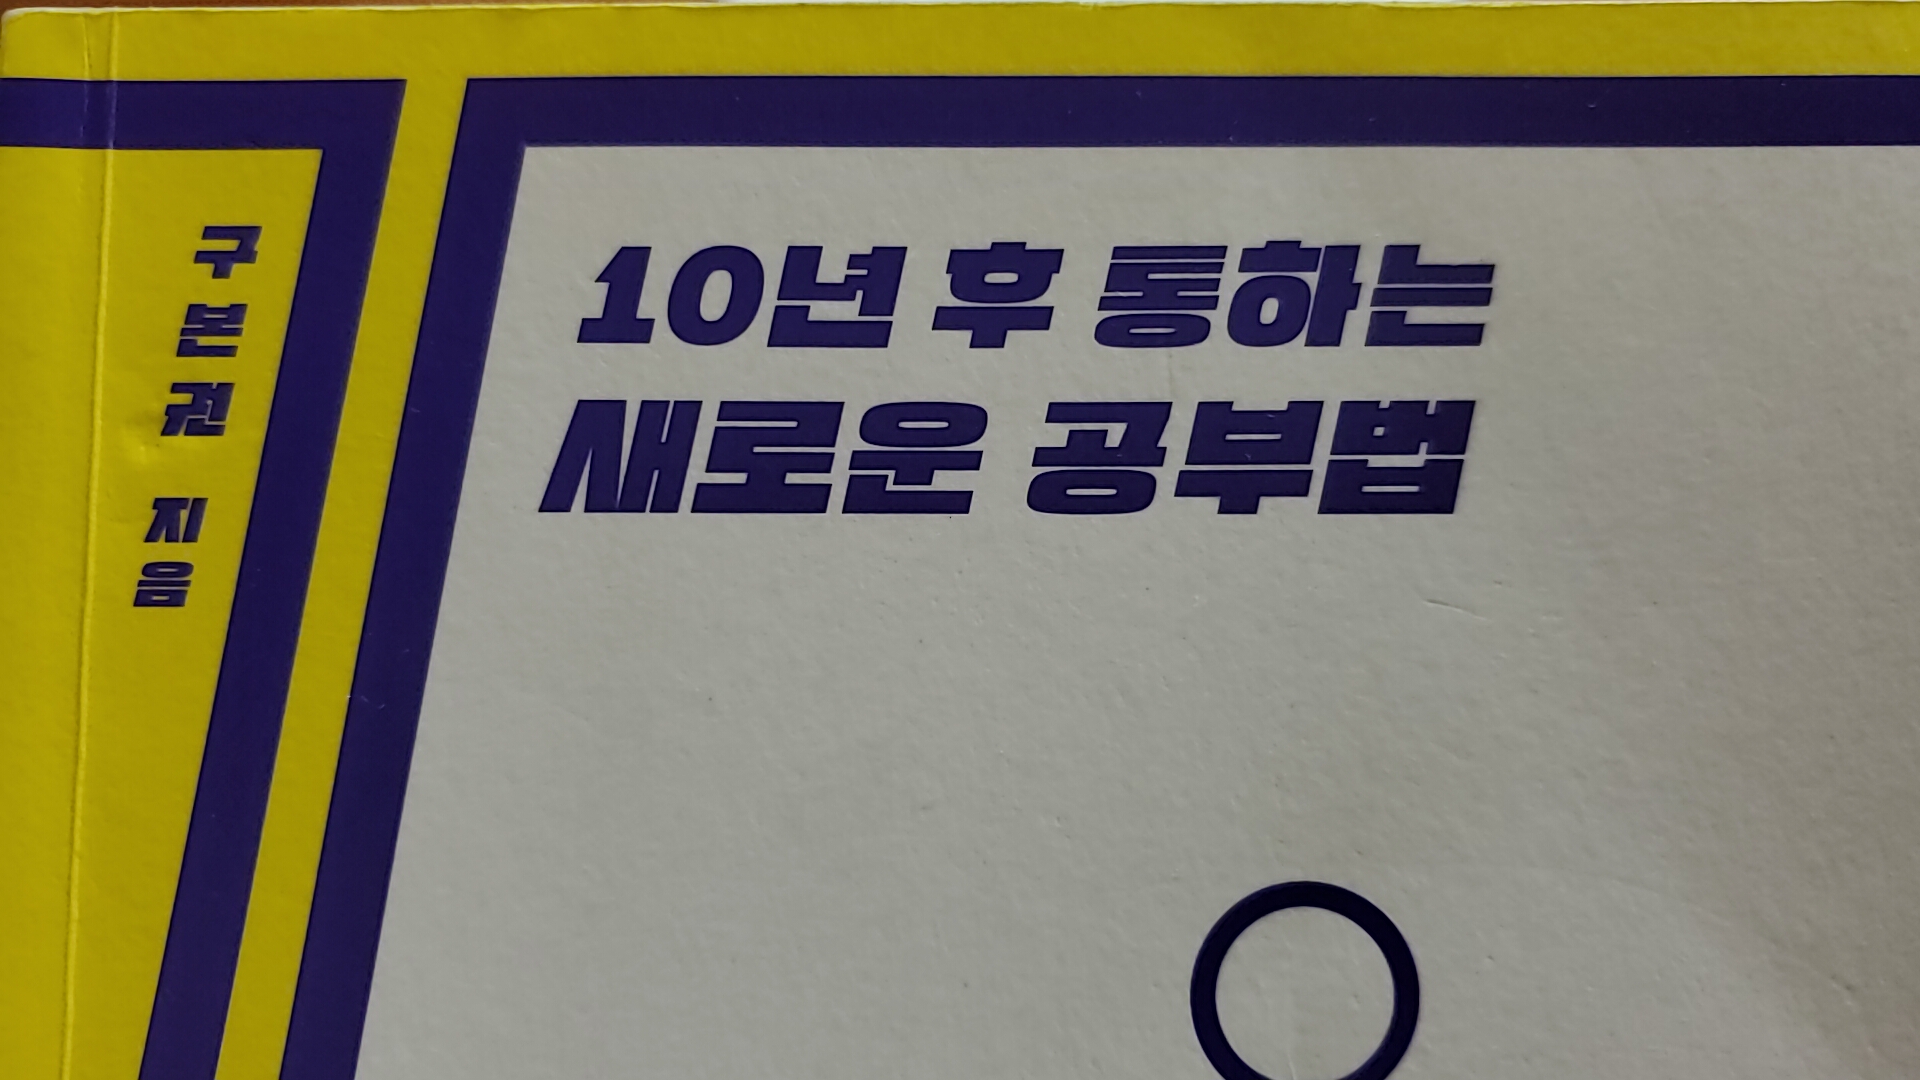 구본권 지음
10년 후 통하는
새로운 공부법